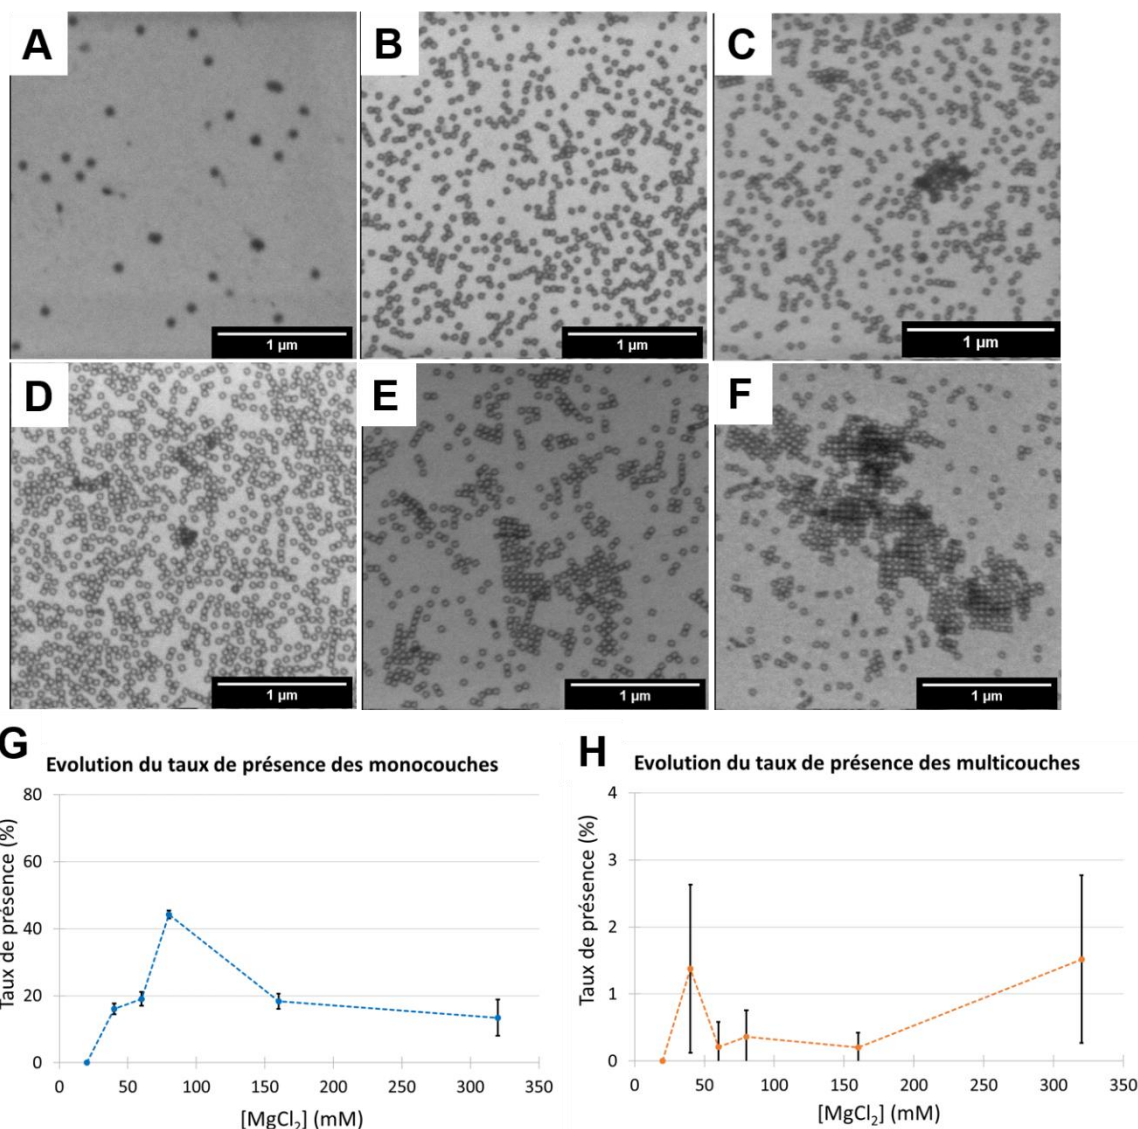 A
B
C
1 µm
1 µm
1 µm
D
E
F
1 µm
1 µm
1 µm
G
Evolution du taux de présence des monocouches
Taux de présence (%)
80
60
40
20
0
0 50 100 150 200 250 300 350
[MgCl₂] (mM)
H
Evolution du taux de présence des multicouches
Taux de présence (%)
4
3
2
1
0
0 50 100 150 200 250 300 350
[MgCl₂] (mM)